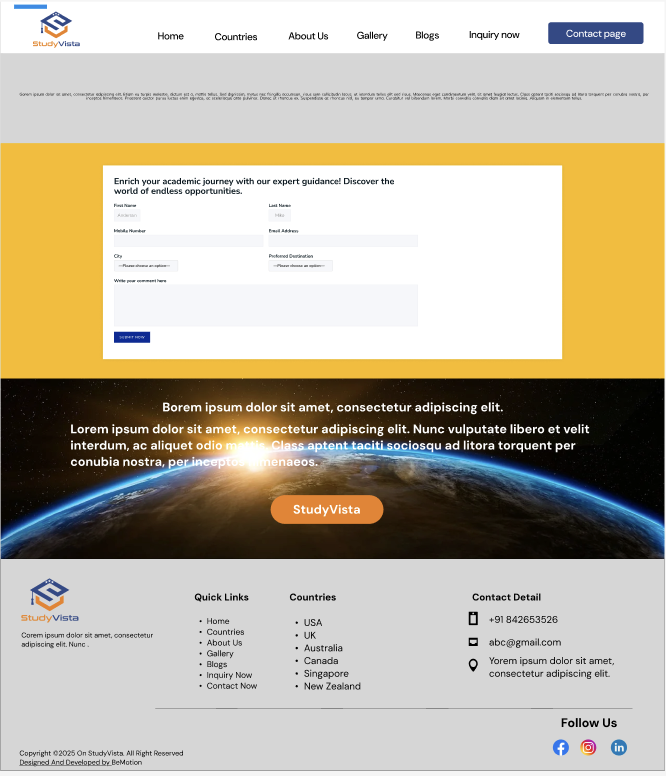 StudyVista
Home
Countries
About Us
Gallery
Blogs
Inquiry now
Contact page
Enrich your academic journey with our expert guidance! Discover the
world of endless opportunities.
First Name
Last Name
Anderson
Mike
Mobile Number
Email Address
City
Preferred Destination
—Please choose an option—
—Please choose an option—
Write your comment here
SUBMIT NOW
Borem ipsum dolor sit amet, consectetur adipiscing elit.
Lorem ipsum dolor sit amet, consectetur adipiscing elit. Nunc vulputate libero et velit
interdum, ac aliquet odio mattis. Class aptent taciti sociosqu ad litora torquent per
conubia nostra, per inceptos himenaeos.
StudyVista
StudyVista
Corem ipsum dolor sit amet, consectetur
adipiscing elit. Nunc .
Quick Links
• Home
• Countries
• About Us
• Gallery
• Blogs
• Inquiry Now
• Contact Now
Countries
• USA
• UK
• Australia
• Canada
• Singapore
• New Zealand
Contact Detail
+91 842653526
abc@gmail.com
Yorem ipsum dolor sit amet,
consectetur adipiscing elit.
Follow Us
Copyright ©2025 On StudyVista. All Right Reserved
Designed And Developed by BeMotion